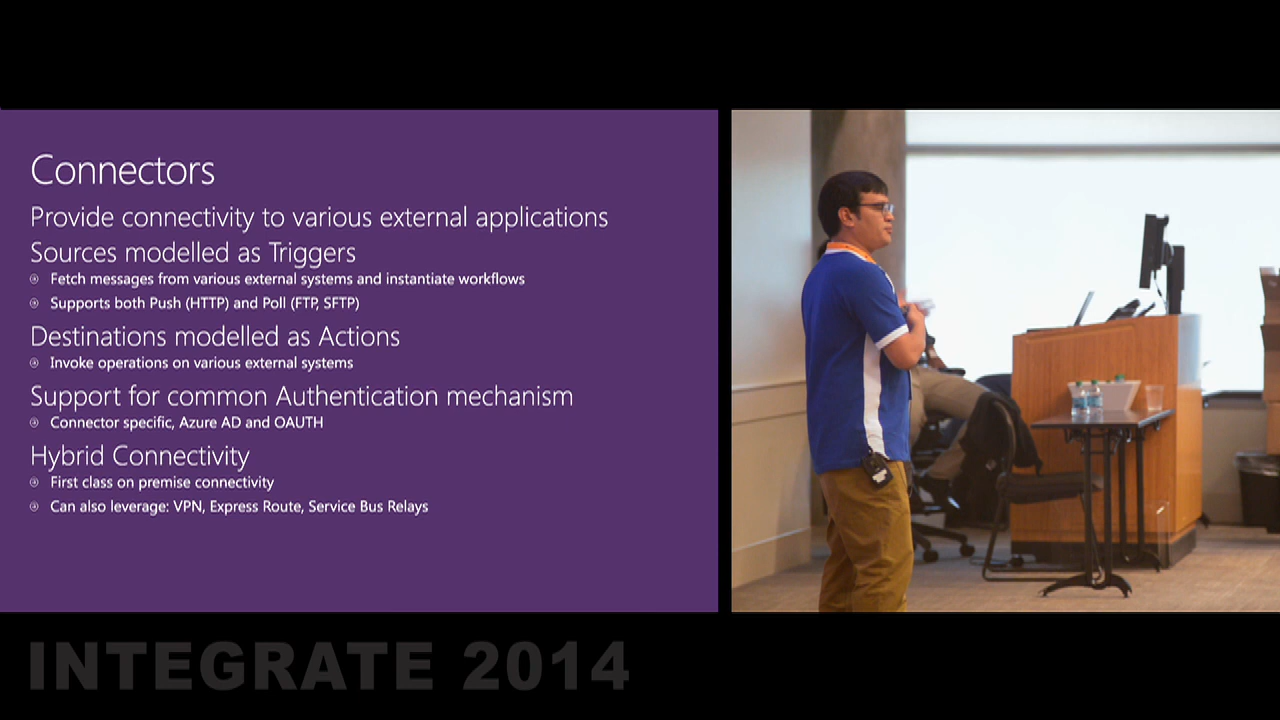 Connectors
Provide connectivity to various external applications
Sources modelled as Triggers
Fetch messages from various external systems and instantiate workflows
Supports both Push (HTTP) and Poll (FTP, SFTP)
Destinations modelled as Actions
Invoke operations on various external systems
Support for common Authentication mechanism
Connector specific, Azure AD and OAUTH
Hybrid Connectivity
First class on premise connectivity
Can also leverage: VPN, Express Route, Service Bus Relays
INTEGRATE 2014